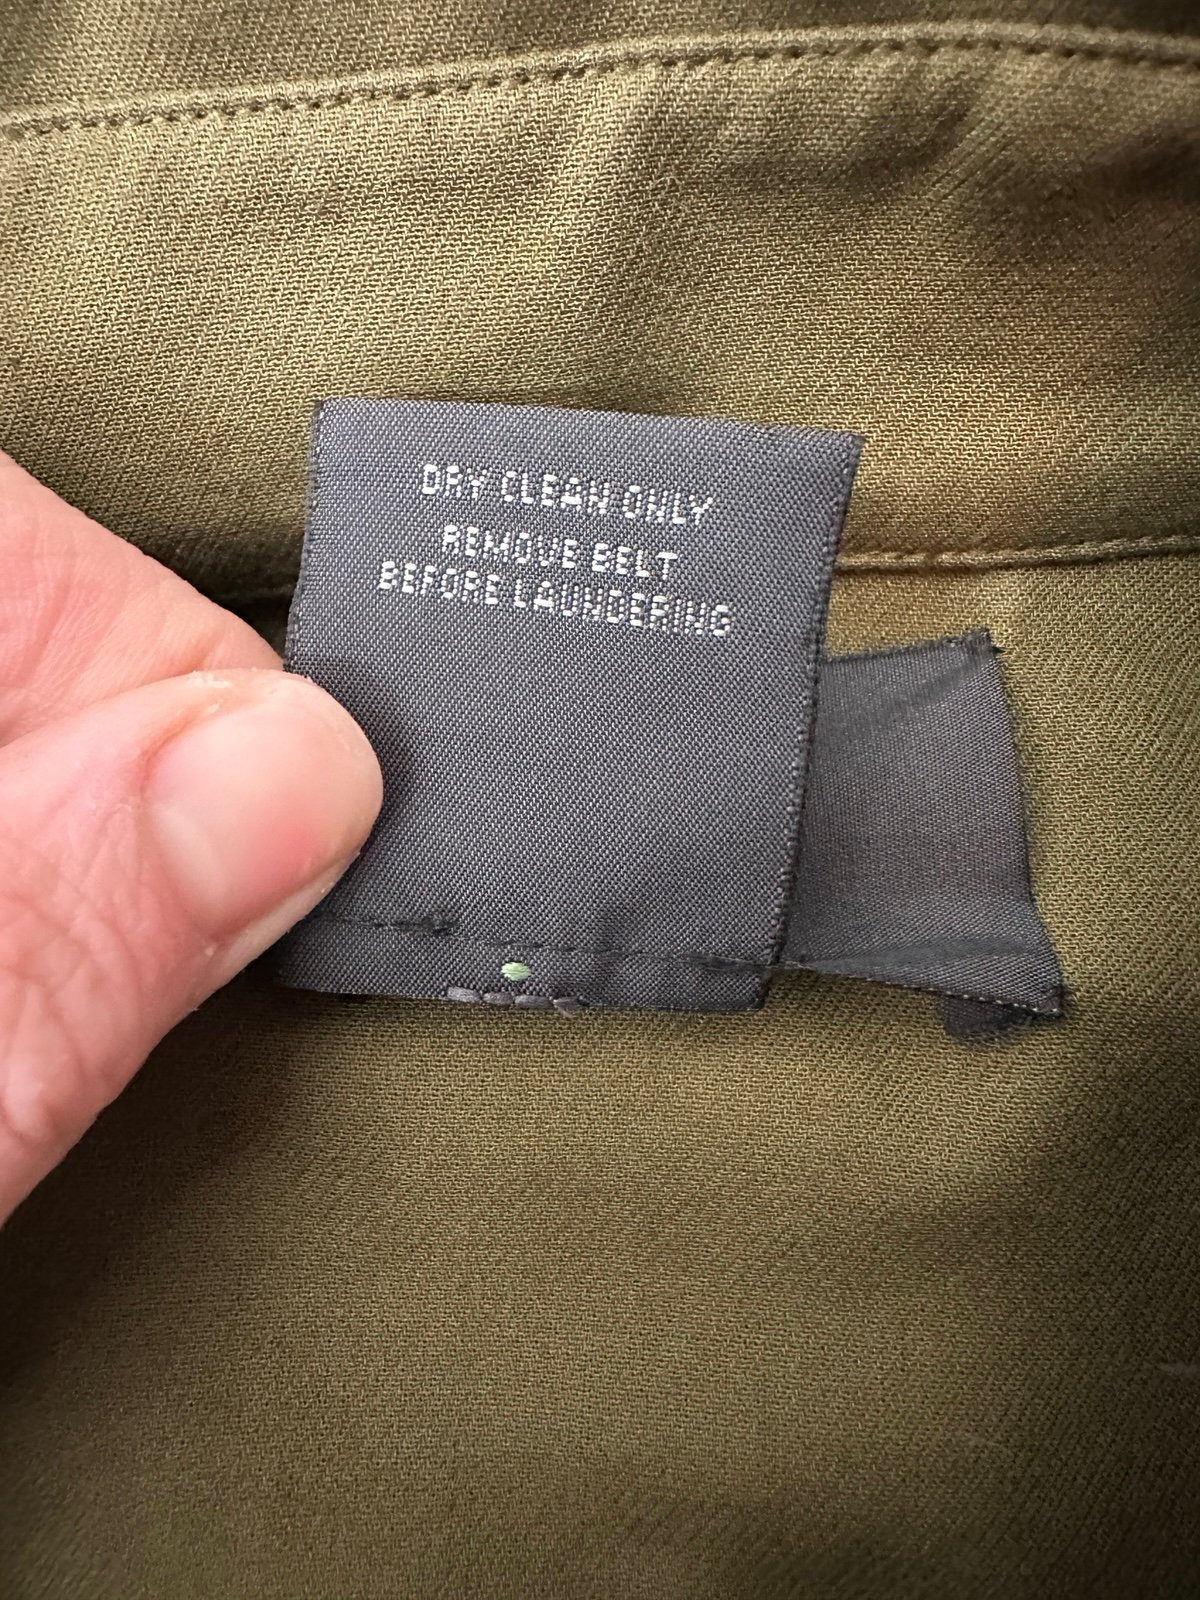 DRY CLEAN ONLY
REMOVE BELT
BEFORE LAUNDERING